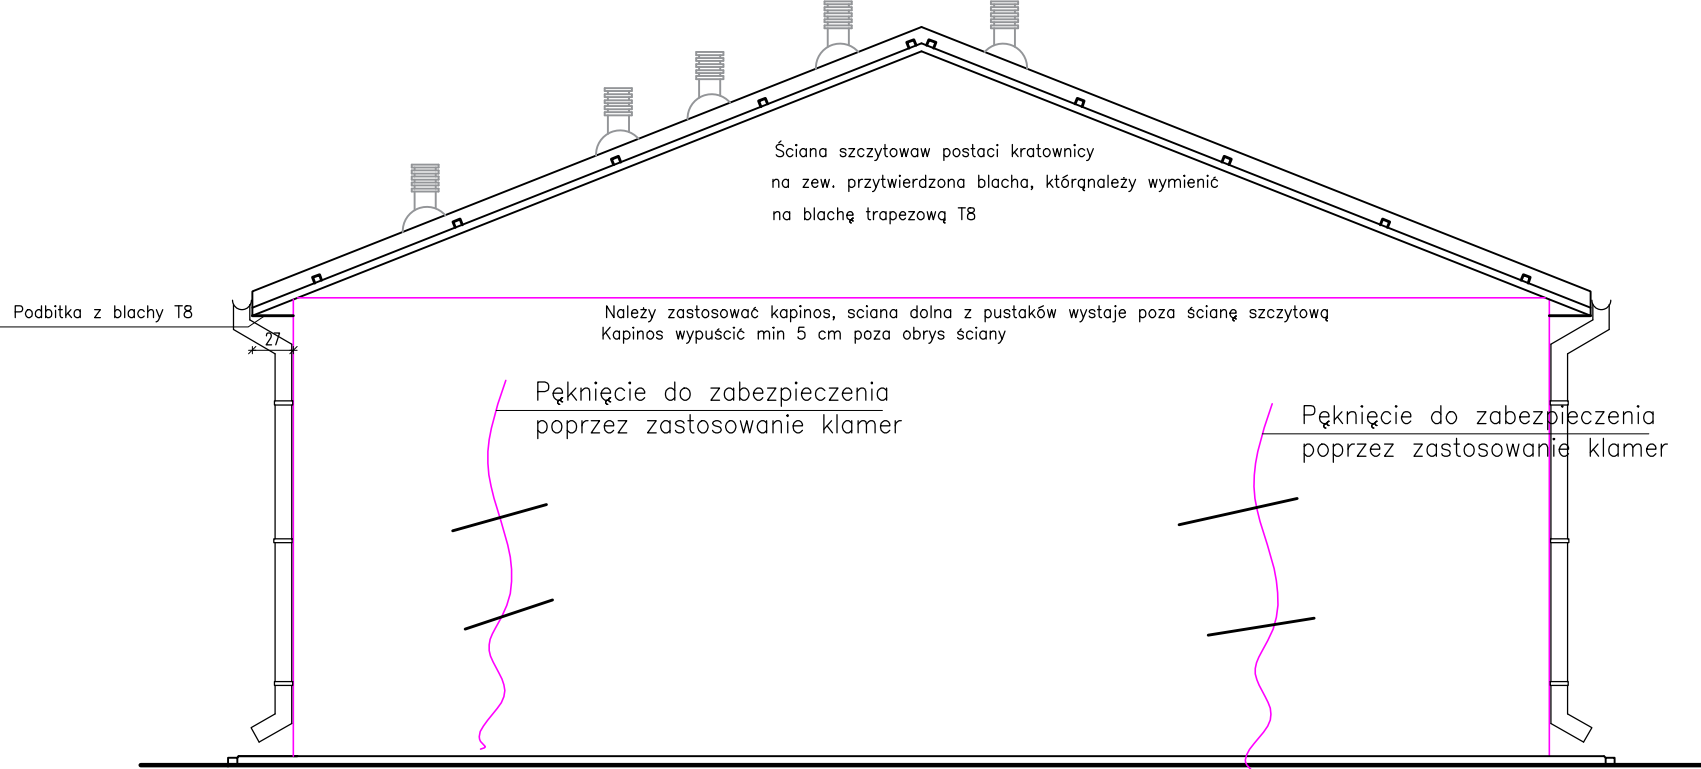 Ściana szczytowaw postaci kratownicy
na zew. przytwierdzona blacha, którąnależy wymienić
na blachę trapezową T8
Podbitka z blachy T8
Należy zastosować kapinos, sciana dolna z pustaków wystaje poza ścianę szczytową
Kapinos wypuścić min 5 cm poza obrys ściany
27
Pęknięcie do zabezpieczenia
poprzez zastosowanie klamer
Pęknięcie do zabezpieczenia
poprzez zastosowanie klamer